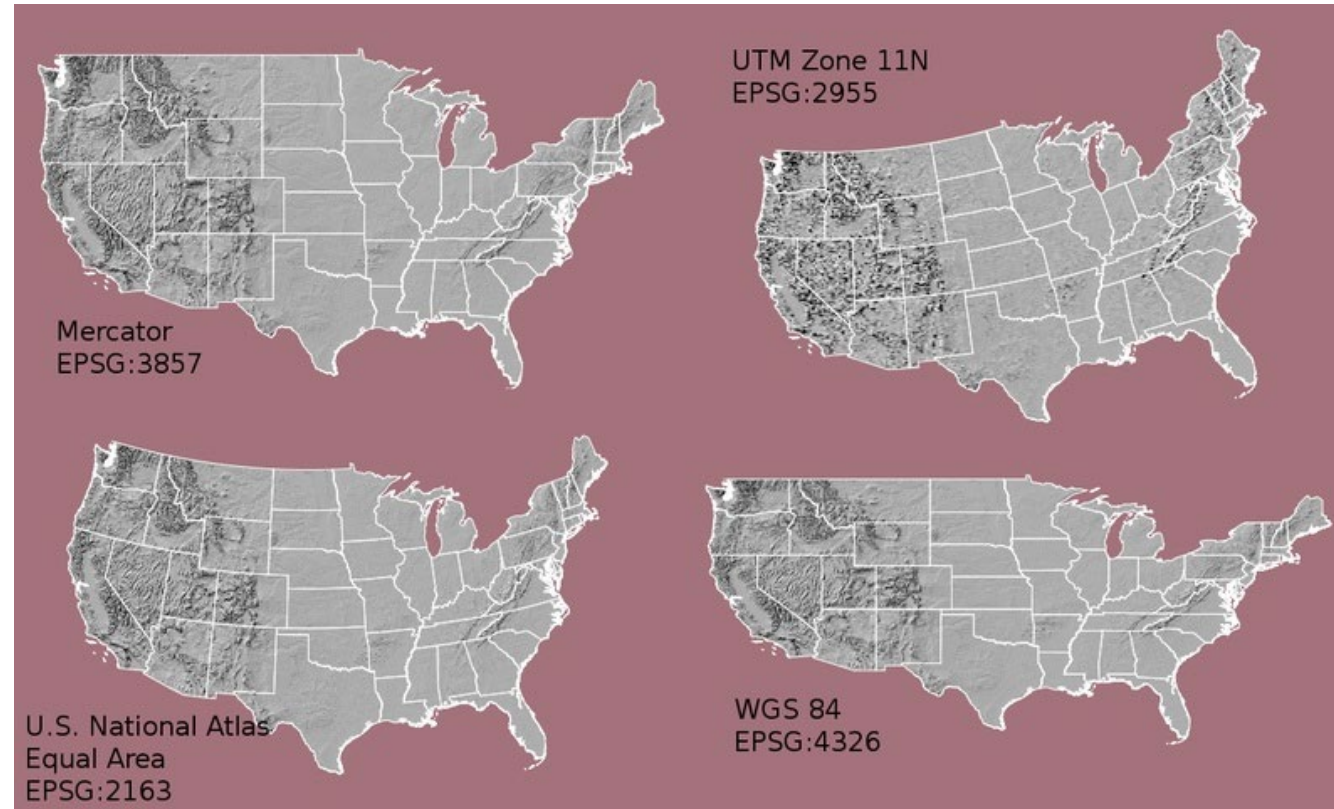 Mercator
EPSG:3857
UTM Zone 11N
EPSG:2955
U.S. National Atlas
Equal Area
EPSG:2163
WGS 84
EPSG:4326